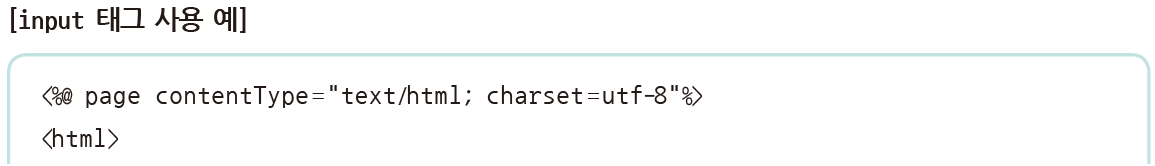 [input 태그 사용 예]
<%@ page contentType="text/html; charset=utf-8"%>
<html>